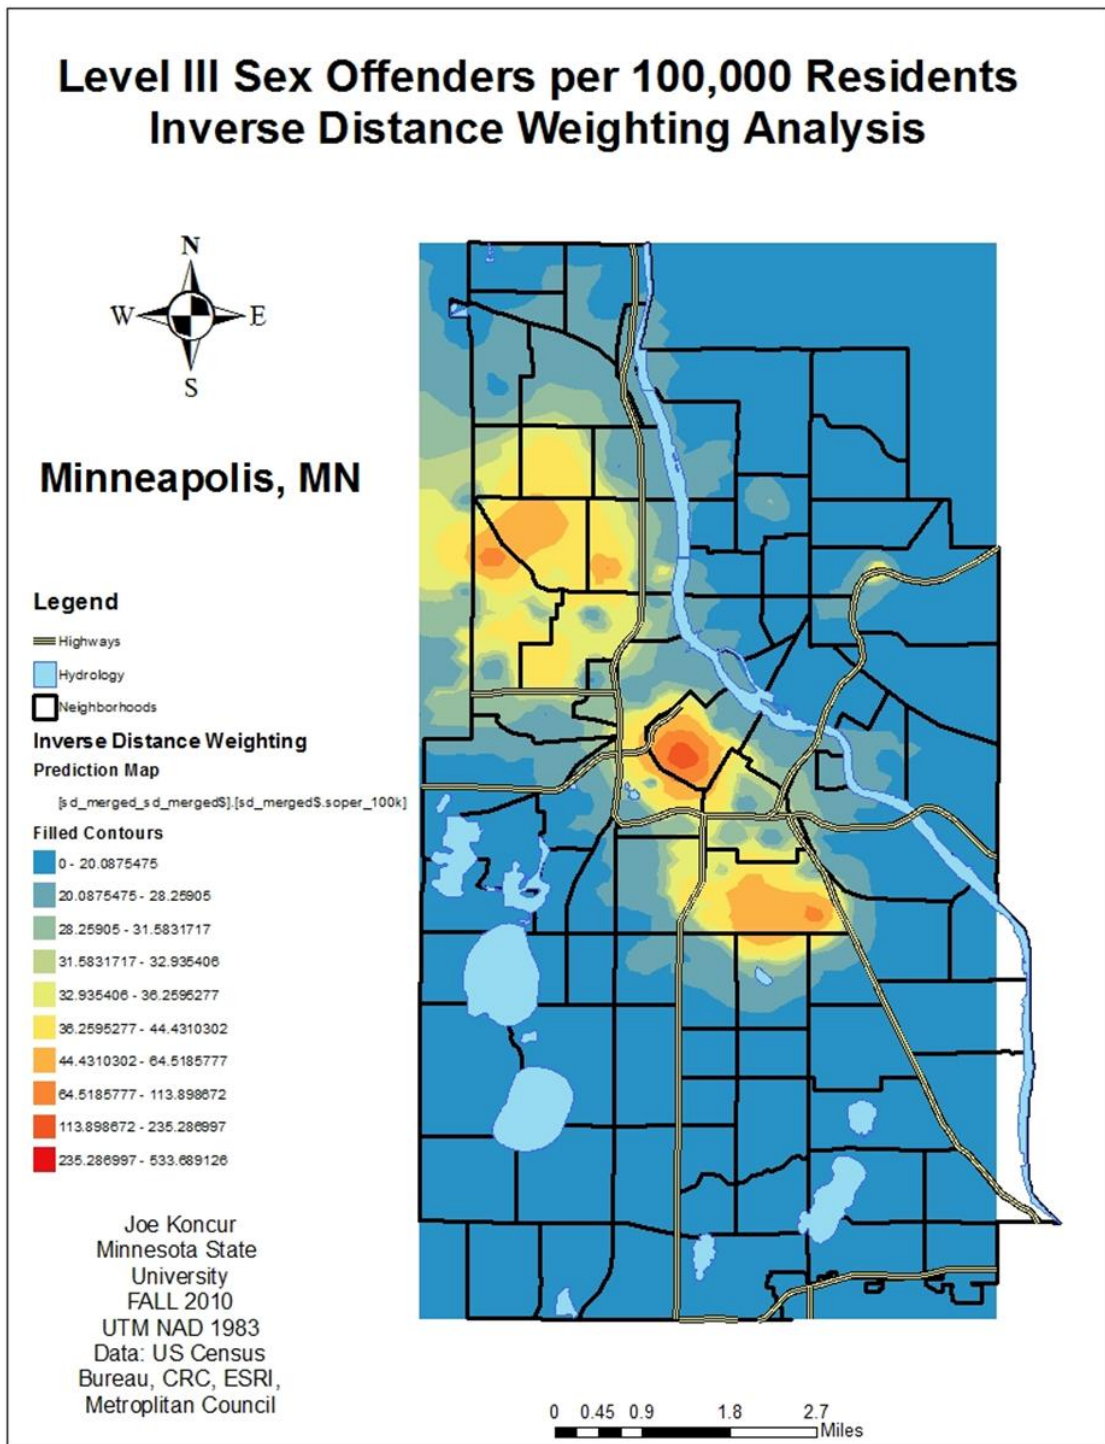 Level III Sex Offenders per 100,000 Residents
Inverse Distance Weighting Analysis
N
W E
S
Minneapolis, MN
Legend
Highways
Hydrology
Neighborhoods
Inverse Distance Weighting
Prediction Map
[sd_merged_sd_merged$].[sd_merged$.soper_100k]
Filled Contours
0 - 20.0875475
20.0875475 - 28.25905
28.25905 - 31.5831717
31.5831717 - 32.935406
32.935406 - 36.2595277
36.2595277 - 44.4310302
44.4310302 - 64.5185777
64.5185777 - 113.898672
113.898672 - 235.286997
235.286997 - 533.689126
Joe Koncur
Minnesota State
University
FALL 2010
UTM NAD 1983
Data: US Census
Bureau, CRC, ESRI,
Metroplitan Council
0 0.45 0.9 1.8 2.7
Miles